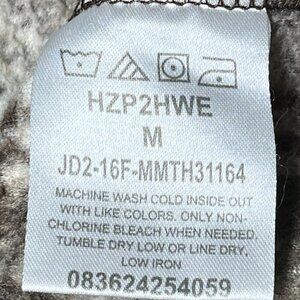 HZP2HWE
M
JD2-16F-MMTH31164
MACHINE WASH COLD INSIDE OUT
WITH LIKE COLORS. ONLY NON-
CHLORINE BLEACH WHEN NEEDED.
TUMBLE DRY LOW OR LINE DRY,
LOW IRON
083624254059